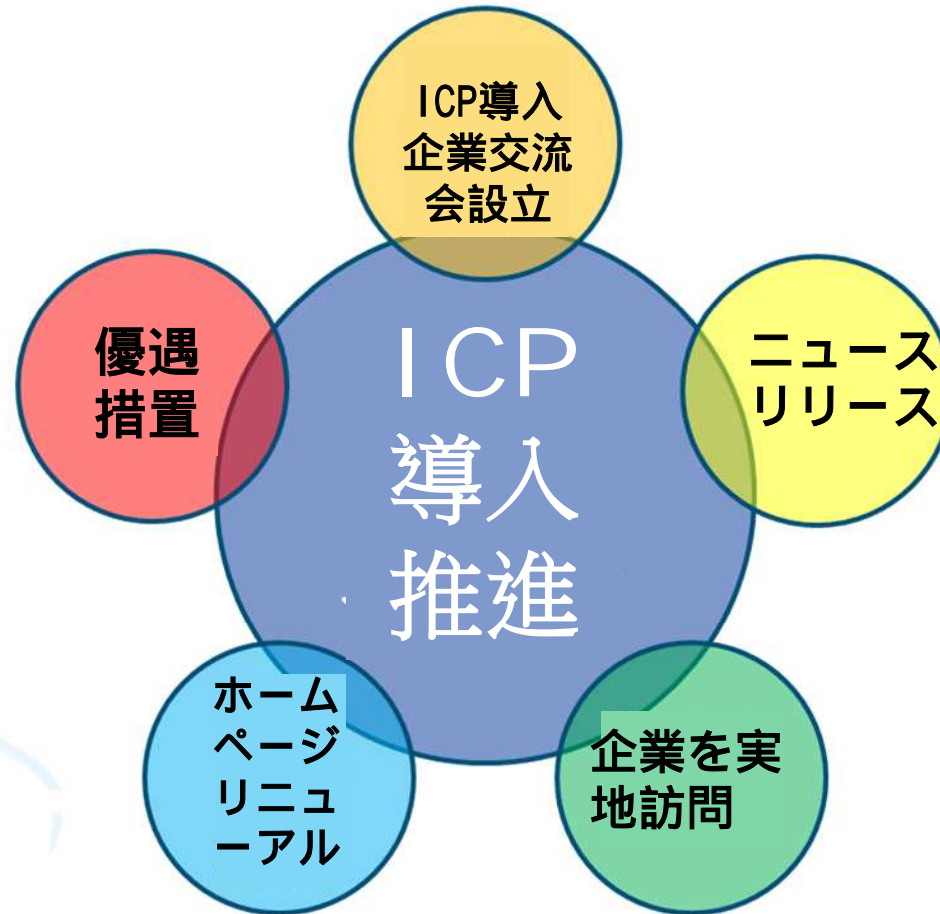 ICP導入
企業交流
会設立
優遇
措置
ニュース
リリース
ICP
導入
推進
ホーム
ページ
リニュ
ーアル
企業を実
地訪問